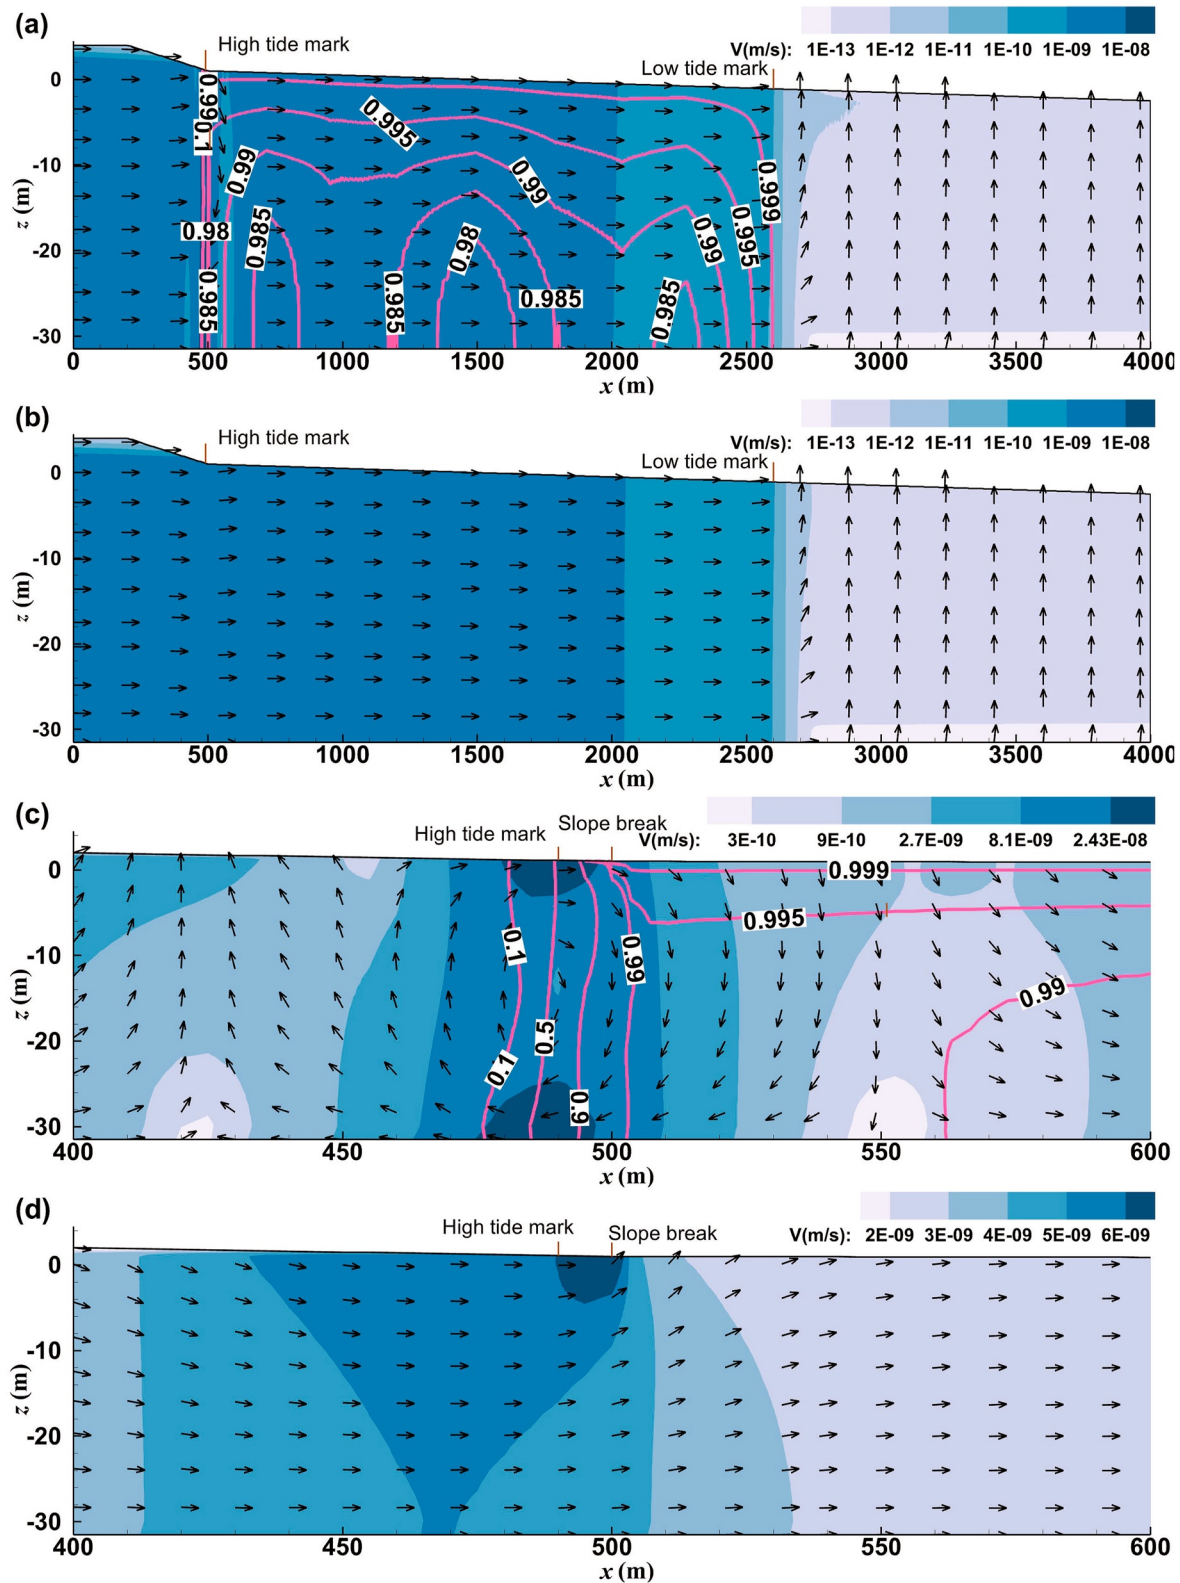 (a)
V(m/s): 1E-13 1E-12 1E-11 1E-10 1E-09 1E-08
High tide mark
Low tide mark
0
-10
-20
-30
z (m)
0.990.1
0.995
0.99
0.99
0.999
0.98
0.985
0.98
0.99
0.995
0.985
0.985
0.985
0.985
0 500 1000 1500 2000 2500 3000 3500 4000
x (m)
(b)
V(m/s): 1E-13 1E-12 1E-11 1E-10 1E-09 1E-08
High tide mark
Low tide mark
0
-10
-20
-30
z (m)
0 500 1000 1500 2000 2500 3000 3500 4000
x (m)
(c)
High tide mark Slope break
V(m/s): 3E-10 9E-10 2.7E-09 8.1E-09 2.43E-08
0
-10
-20
-30
z (m)
0.999
0.995
0.1
0.99
0.99
0.5
0.1
0.9
400 450 500 550 600
x (m)
(d)
High tide mark Slope break
V(m/s): 2E-09 3E-09 4E-09 5E-09 6E-09
0
-10
-20
-30
z (m)
400 450 500 550 600
x (m)